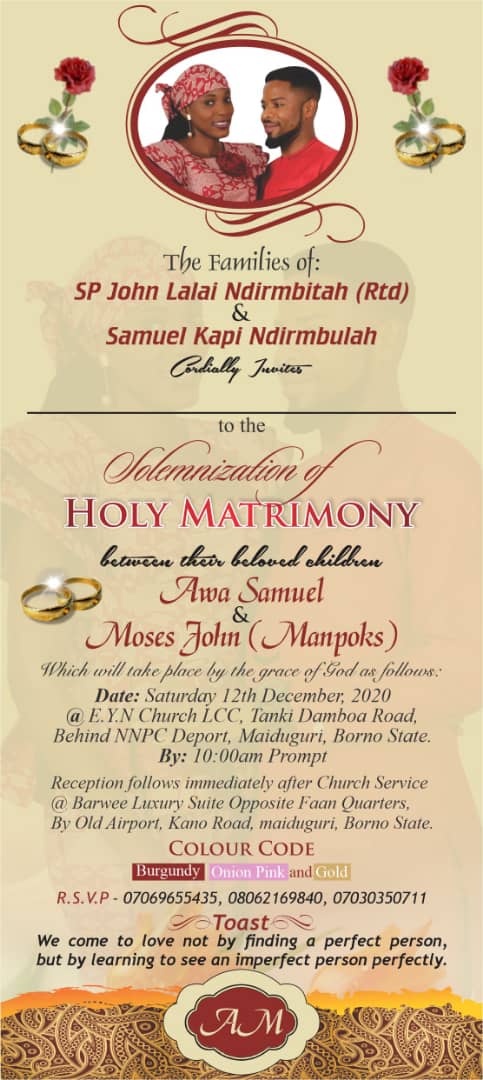 The Families of:
SP John Lalai Ndirmbitah (Rtd)
&
Samuel Kapi Ndirmbulah
Cordially Invites
to the
Solemnization of
HOLY MATRIMONY
between their beloved children
Awa Samuel
&
Moses John (Manpoks)
Which will take place by the grace of God as follows:
Date: Saturday 12th December, 2020
@ E.Y.N Church LCC, Tanki Damboa Road,
Behind NNPC Deport, Maiduguri, Borno State.
By: 10:00am Prompt
Reception follows immediately after Church Service
@ Barwee Luxury Suite Opposite Faan Quarters,
By Old Airport, Kano Road, maiduguri, Borno State.
COLOUR CODE
Burgundy Onion Pink and Gold
R.S.V.P - 07069655435, 08062169840, 07030350711
Toast
We come to love not by finding a perfect person,
but by learning to see an imperfect person perfectly.
AM